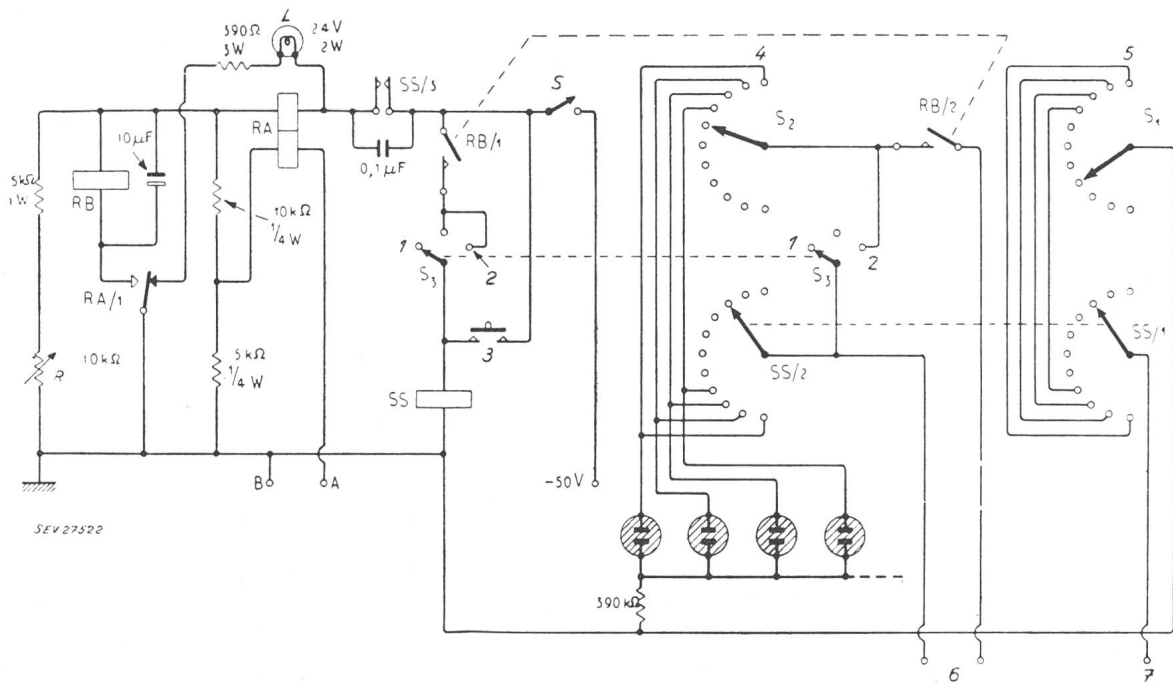 390Ω
3W
L
24V
2W
SS/3
S
4
5
RA
RB/1
RB/2
S₂
S₁
10µF
0,1µF
5kΩ
1W
RB
10kΩ
1/4 W
1
2
S₃
1
2
S₃
RA/1
3
SS/2
SS/1
R
10kΩ
5kΩ
1/4 W
SS
B
A
-50V
SEV 27522
390kΩ
6
7